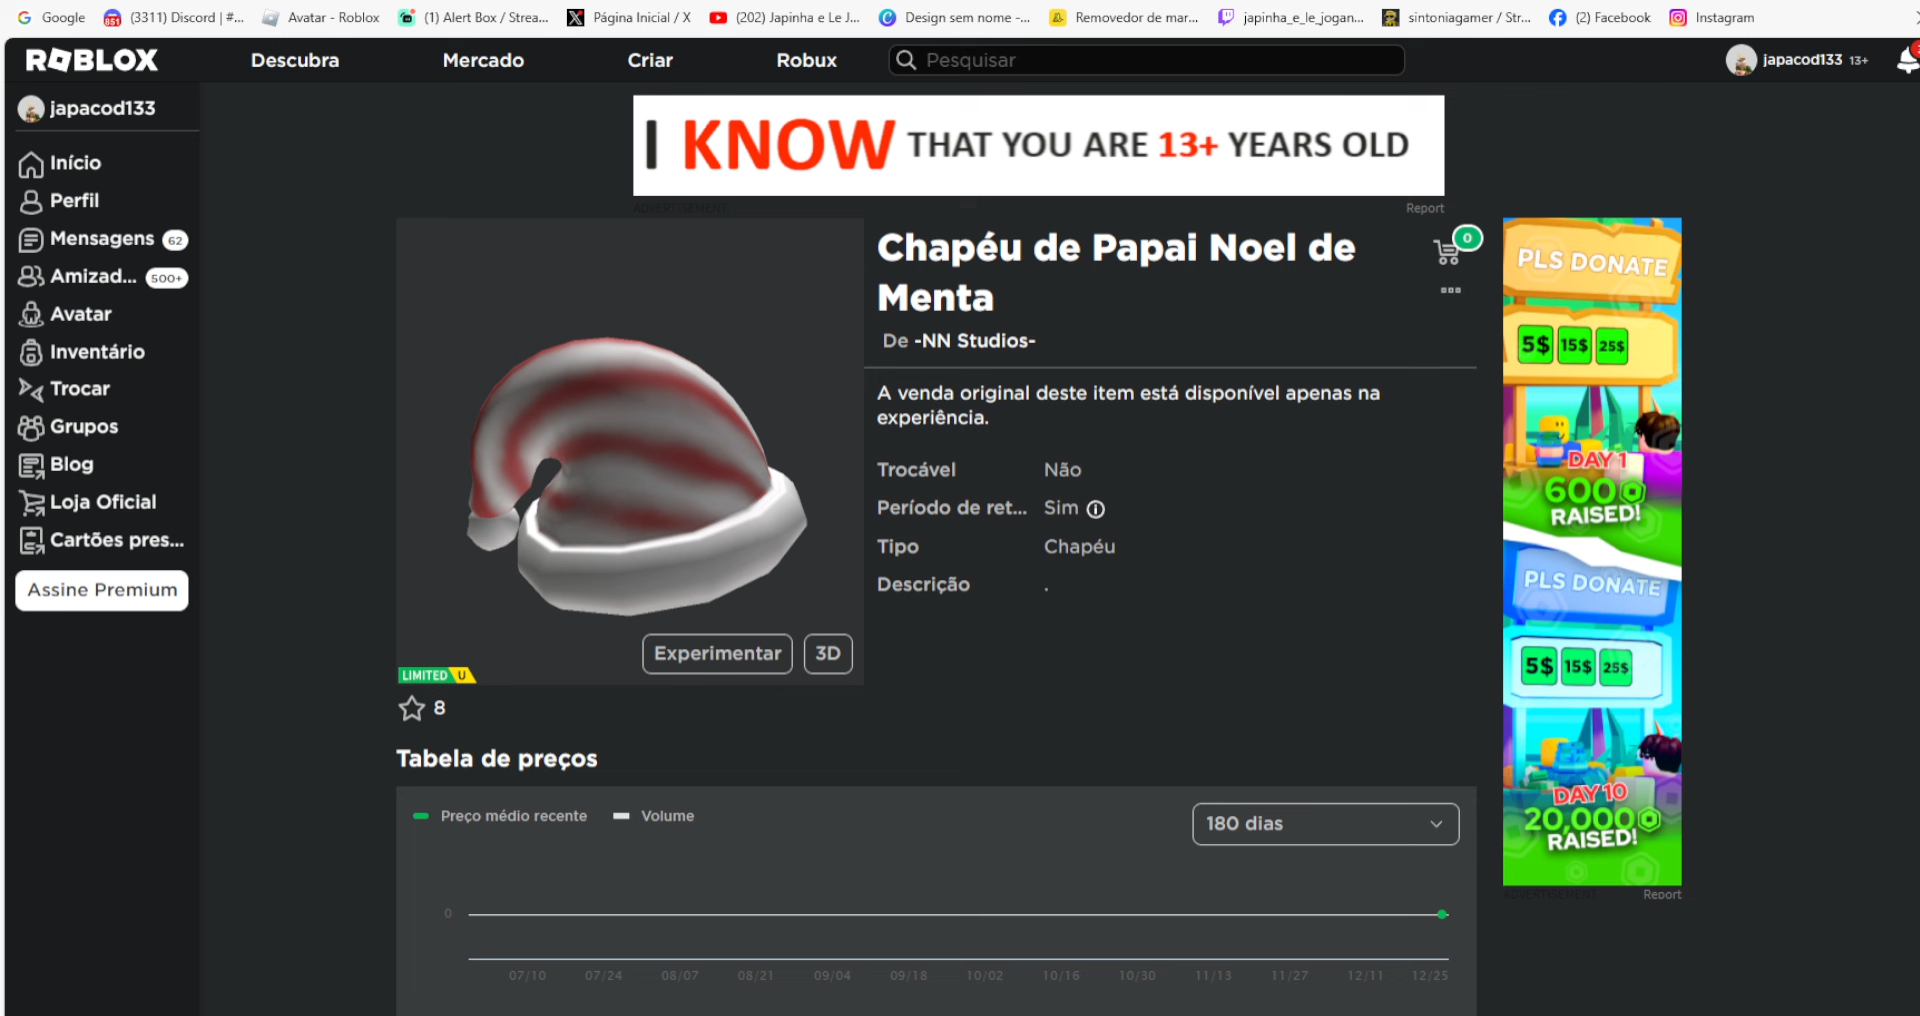 Google
(3311) Discord | #...
Avatar - Roblox
(1) Alert Box / Strea...
Página Inicial / X
(202) Japinha e Le J...
Design sem nome -...
Removedor de mar...
japinha_e_le_jogan...
sintoniagamer / Str...
(2) Facebook
Instagram
ROBLOX
Descubra
Mercado
Criar
Robux
Pesquisar
japacod133 13+
japacod133
Início
Perfil
Mensagens 62
Amizad... 500+
Avatar
Inventário
Trocar
Grupos
Blog
Loja Oficial
Cartões pres...
Assine Premium
I KNOW THAT YOU ARE 13+ YEARS OLD
ADVERTISEMENT
Report
Chapéu de Papai Noel de
Menta
0
De -NN Studios-
A venda original deste item está disponível apenas na
experiência.
Trocável Não
Período de ret... Sim
Tipo Chapéu
Descrição .
Experimentar
3D
LIMITED U
8
Tabela de preços
Preço médio recente
Volume
180 dias
0
07/10 07/24 08/07 08/21 09/04 09/18 10/02 10/16 10/30 11/13 11/27 12/11 12/25
PLS DONATE
5$ 15$ 25$
DAY 1
600
RAISED!
PLS DONATE
5$ 15$ 25$
DAY 10
20,000
RAISED!
ADVERTISEMENT
Report